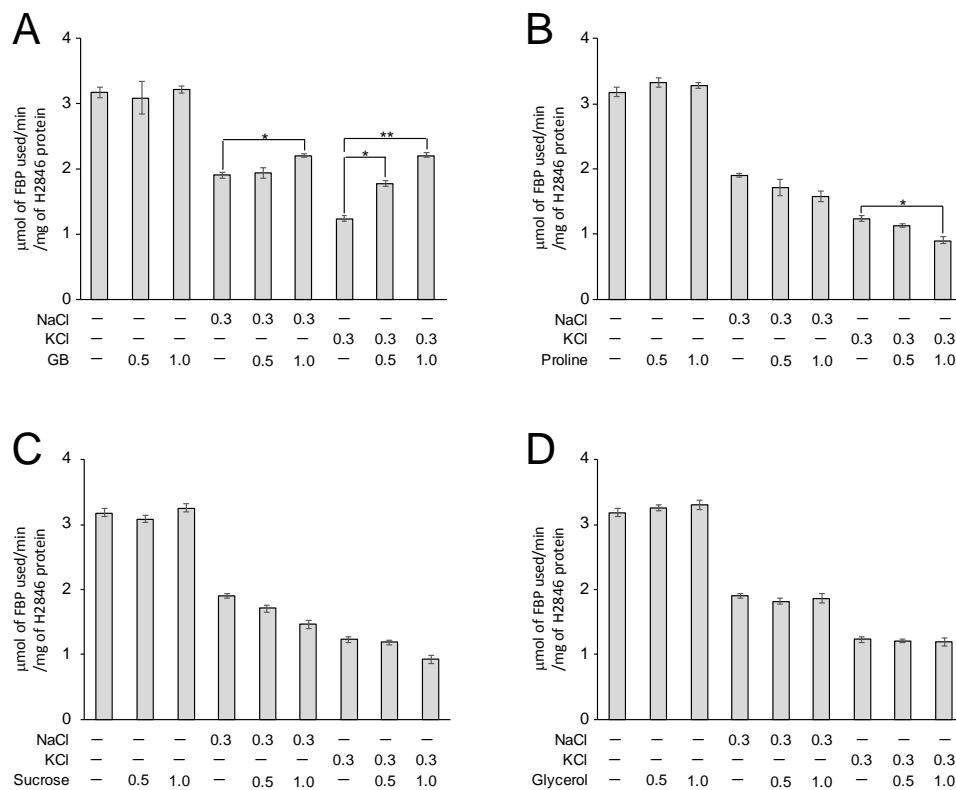 A
μmol of FBP used/min
/mg of H2846 protein
4
3
2
1
0
*
*
**
NaCl – – – 0.3 0.3 0.3 – – –
KCl – – – – – – 0.3 0.3 0.3
GB – 0.5 1.0 – 0.5 1.0 – 0.5 1.0
B
μmol of FBP used/min
/mg of H2846 protein
4
3
2
1
0
*
NaCl – – – 0.3 0.3 0.3 – – –
KCl – – – – – – 0.3 0.3 0.3
Proline – 0.5 1.0 – 0.5 1.0 – 0.5 1.0
C
μmol of FBP used/min
/mg of H2846 protein
4
3
2
1
0
NaCl – – – 0.3 0.3 0.3 – – –
KCl – – – – – – 0.3 0.3 0.3
Sucrose – 0.5 1.0 – 0.5 1.0 – 0.5 1.0
D
μmol of FBP used/min
/mg of H2846 protein
4
3
2
1
0
NaCl – – – 0.3 0.3 0.3 – – –
KCl – – – – – – 0.3 0.3 0.3
Glycerol – 0.5 1.0 – 0.5 1.0 – 0.5 1.0